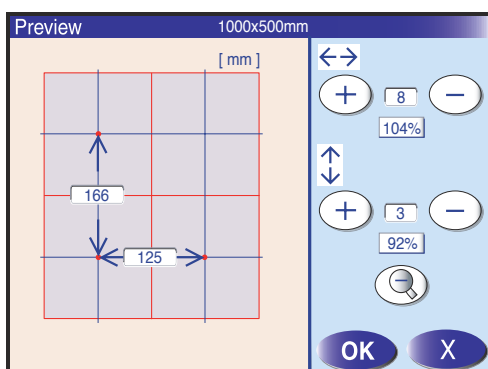 Preview 1000x500mm
[ mm ]
166
125
+ 8 −
104%
+ 3 −
92%
OK X